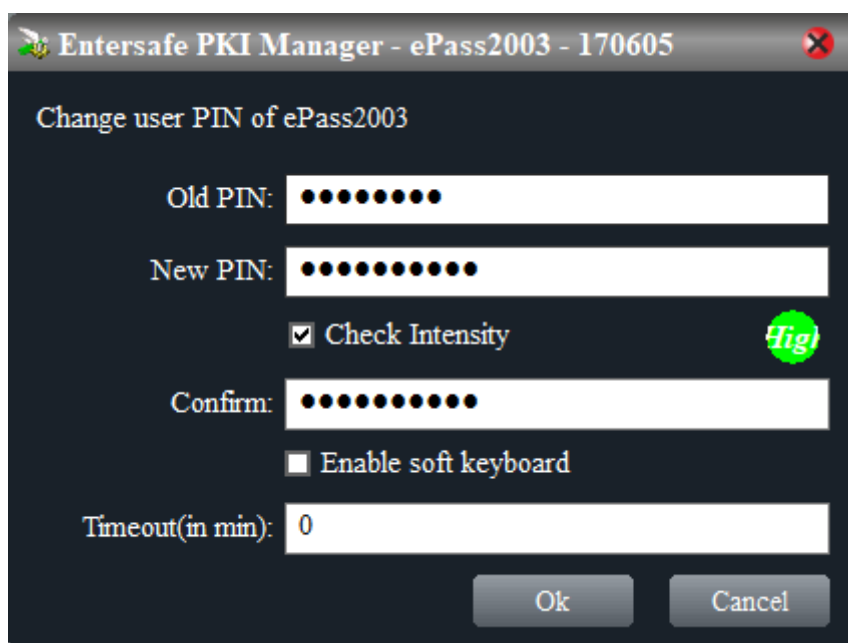 Entersafe PKI Manager - ePass2003 - 170605
Change user PIN of ePass2003
Old PIN: ●●●●●●●●
New PIN: ●●●●●●●●●●
Check Intensity High
Confirm: ●●●●●●●●●●
Enable soft keyboard
Timeout(in min): 0
Ok Cancel